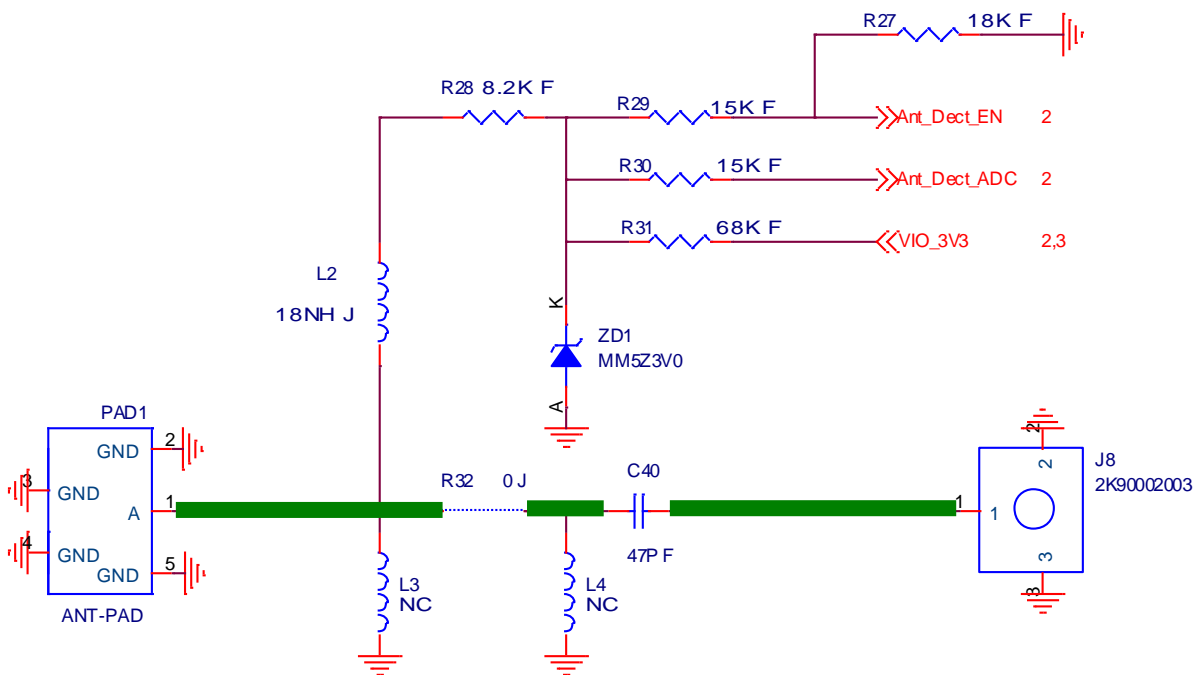 R27 18K F
R28 8.2K F
R29 15K F
Ant_Dect_EN 2
R30 15K F
Ant_Dect_ADC 2
R31 68K F
VIO_3V3 2,3
L2
18NH J
K
ZD1
MM5Z3V0
A
PAD1
GND 2
3 GND
A 1
4 GND
GND 5
ANT-PAD
R32 0 J
C40
47P F
L3
NC
L4
NC
2
2
J8
2K90002003
1 1
3
3